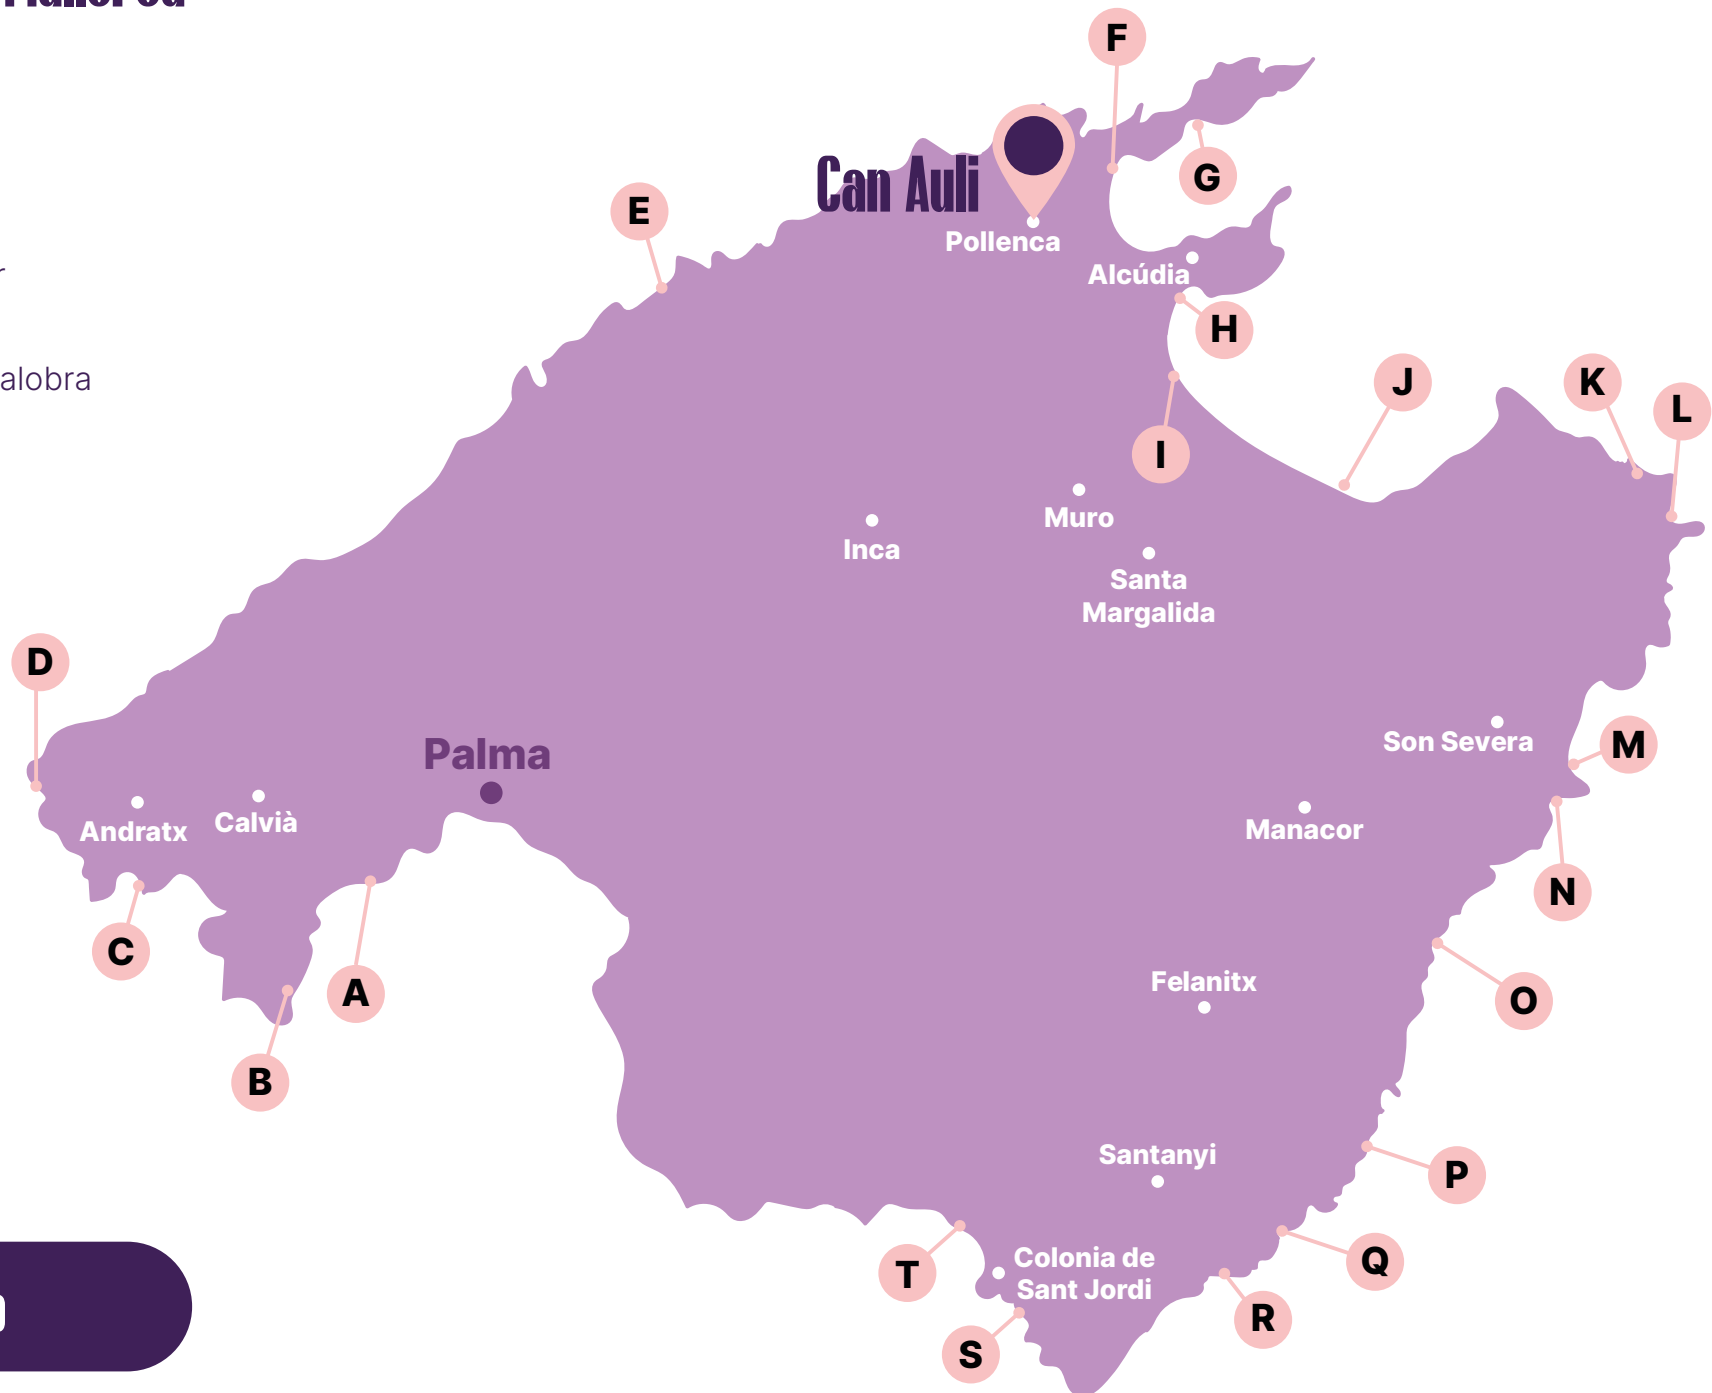 F
G
E
Can Auli
Pollenca
Alcúdia
H
alobra
J
K
L
I
Muro
Inca
Santa
Margalida
D
Palma
Son Severa
M
Andratx
Calvià
Manacor
N
C
A
Felanitx
O
B
Santanyi
P
T
Colonia de
Sant Jordi
Q
R
S